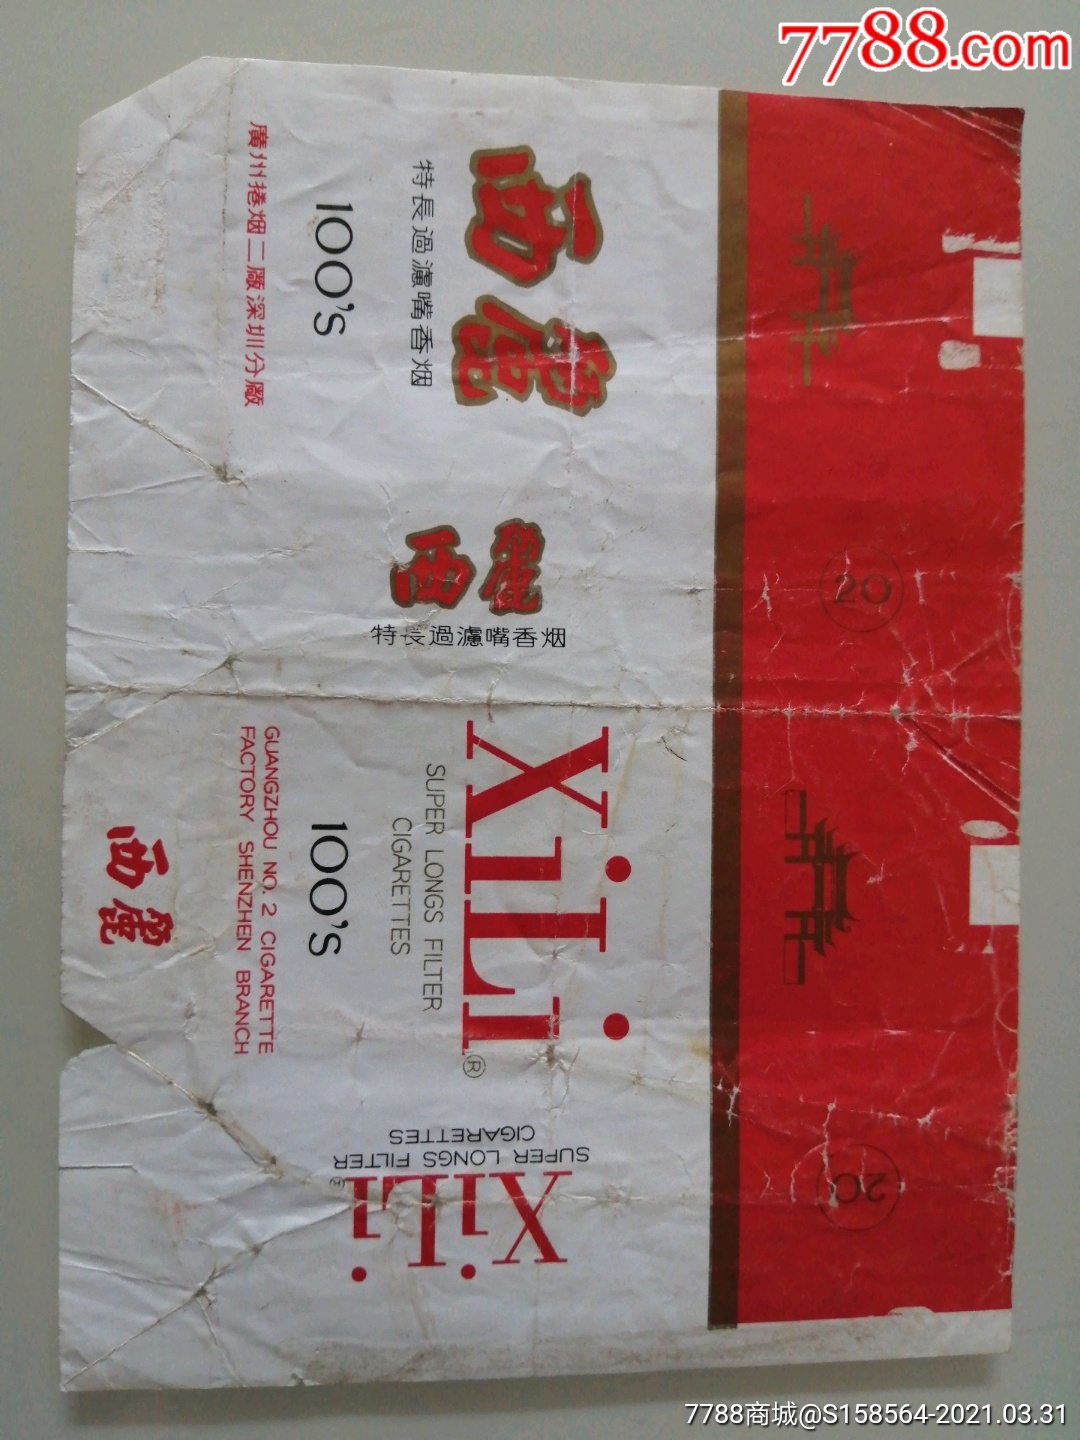 7788.com
西麗
特長過濾嘴香烟
100's
廣州捲烟二廠深圳分廠
西麗
特長過濾嘴香烟
20
XiLi®
SUPER LONGS FILTER
CIGARETTES
100's
GUANGZHOU NO. 2 CIGARETTE
FACTORY SHENZHEN BRANCH
西麗
XiLi®
SUPER LONGS FILTER
CIGARETTES
20
7788商城@S158564-2021.03.31